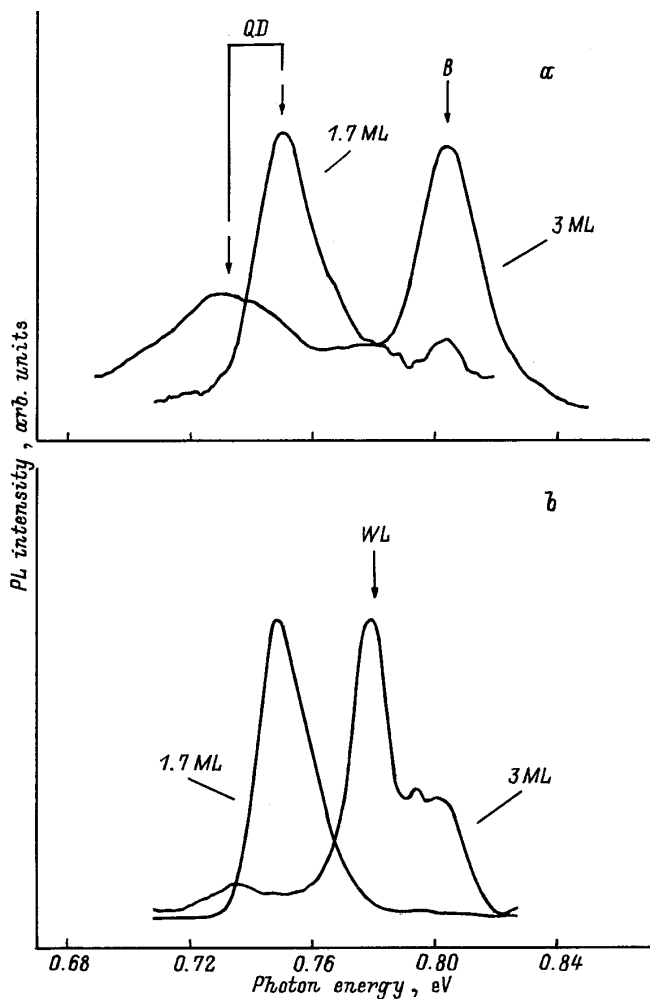 QD
B
a
1.7 ML
3 ML
PL intensity, arb. units
b
WL
1.7 ML
3 ML
0.68 0.72 0.76 0.80 0.84
Photon energy, eV